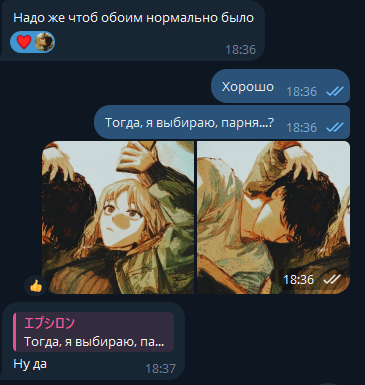 Надо же чтоб обоим нормально было
18:36
Хорошо 18:36
Тогда, я выбираю, парня...? 18:36
18:36
エプシロン
Тогда, я выбираю, па...
Ну да
18:37